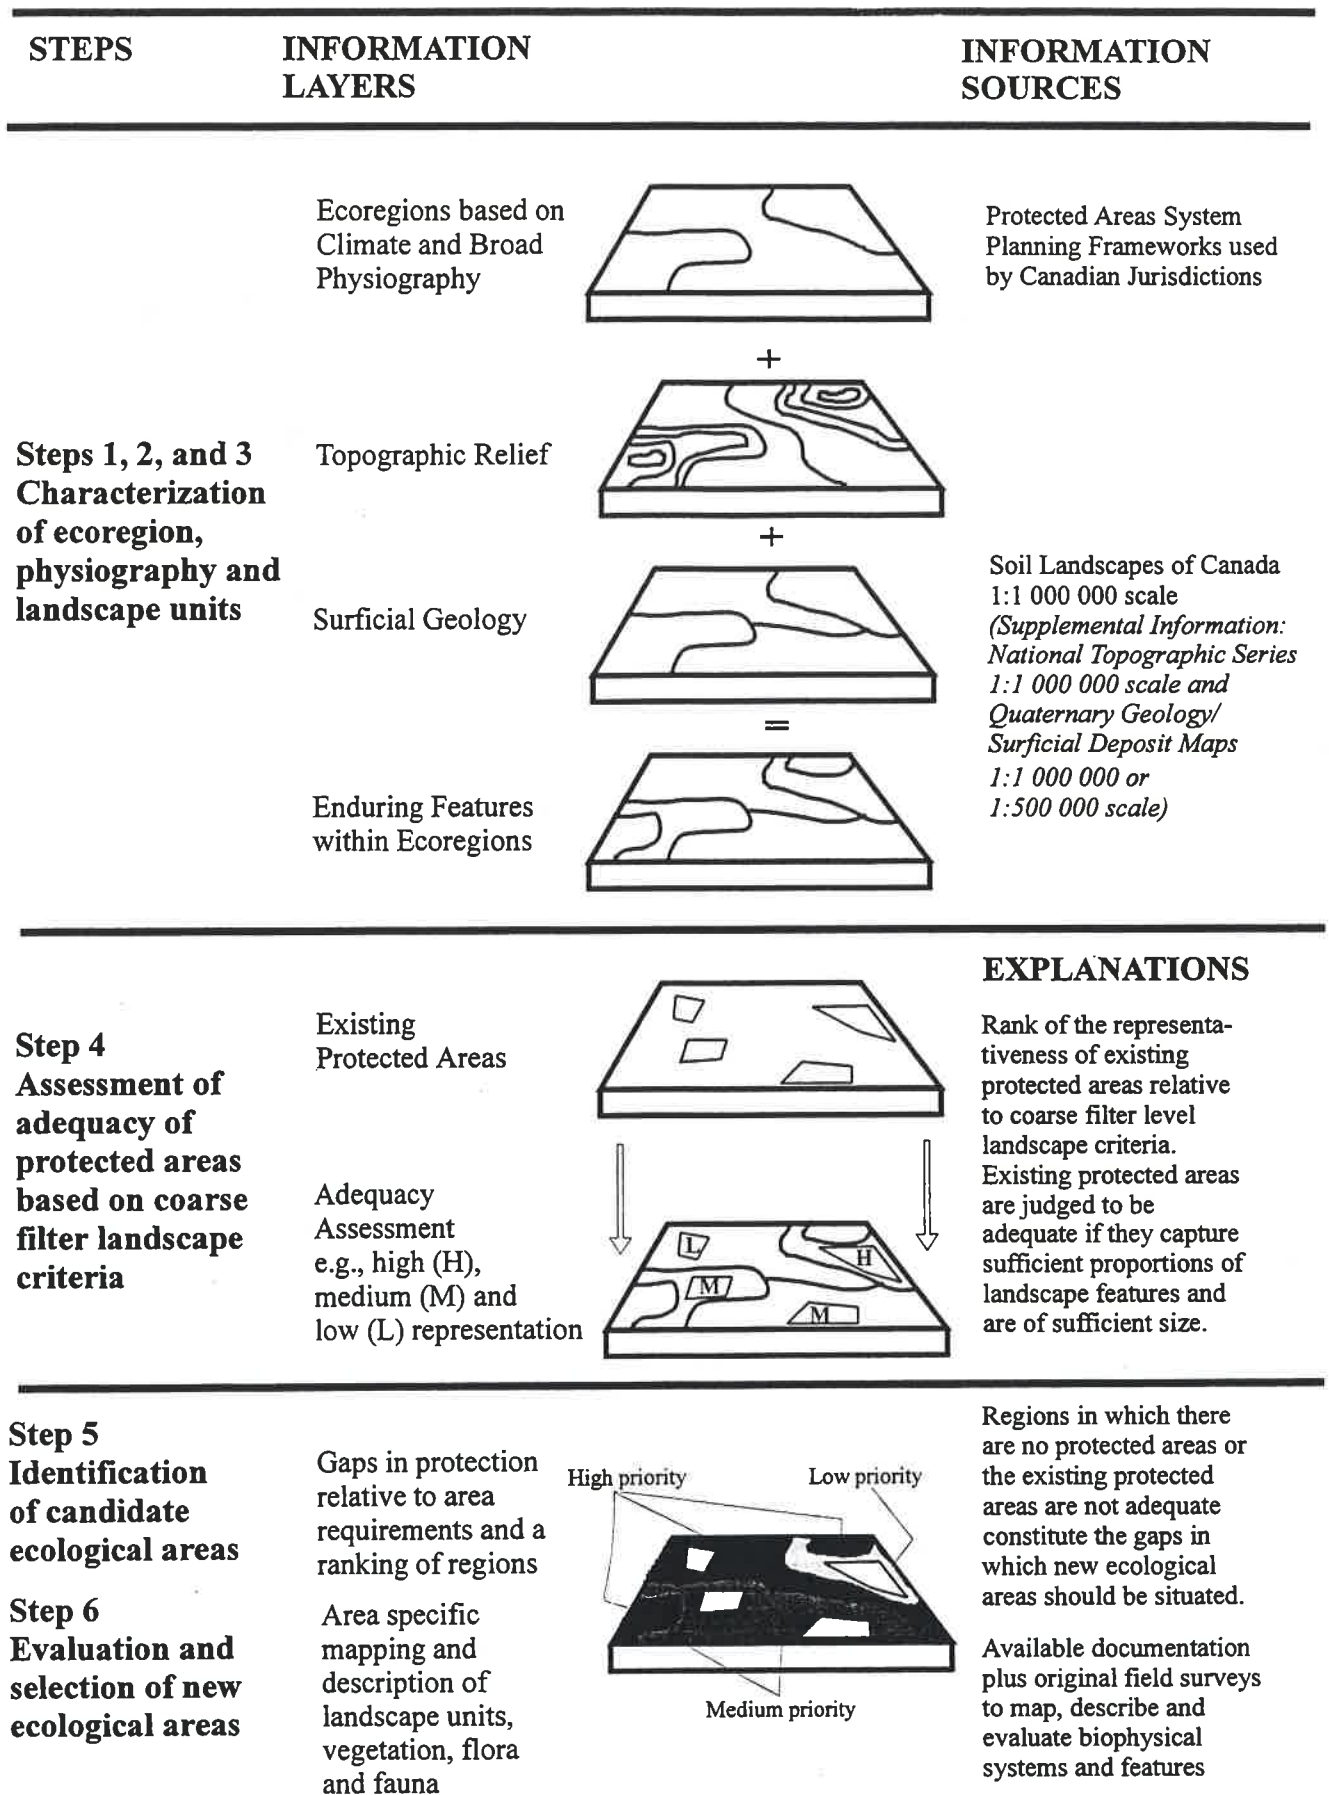 STEPS
INFORMATION
LAYERS
INFORMATION
SOURCES
Steps 1, 2, and 3
Characterization
of ecoregion,
physiography and
landscape units
Ecoregions based on
Climate and Broad
Physiography
Protected Areas System
Planning Frameworks used
by Canadian Jurisdictions
+
Topographic Relief
+
Surficial Geology
Soil Landscapes of Canada
1:1 000 000 scale
(Supplemental Information:
National Topographic Series
1:1 000 000 scale and
Quaternary Geology/
Surficial Deposit Maps
1:1 000 000 or
1:500 000 scale)
=
Enduring Features
within Ecoregions
Step 4
Assessment of
adequacy of
protected areas
based on coarse
filter landscape
criteria
Existing
Protected Areas
Adequacy
Assessment
e.g., high (H),
medium (M) and
low (L) representation
L
H
M
M
EXPLANATIONS
Rank of the representa-
tiveness of existing
protected areas relative
to coarse filter level
landscape criteria.
Existing protected areas
are judged to be
adequate if they capture
sufficient proportions of
landscape features and
are of sufficient size.
Step 5
Identification
of candidate
ecological areas
Gaps in protection
relative to area
requirements and a
ranking of regions
High priority
Low priority
Medium priority
Regions in which there
are no protected areas or
the existing protected
areas are not adequate
constitute the gaps in
which new ecological
areas should be situated.
Step 6
Evaluation and
selection of new
ecological areas
Area specific
mapping and
description of
landscape units,
vegetation, flora
and fauna
Available documentation
plus original field surveys
to map, describe and
evaluate biophysical
systems and features